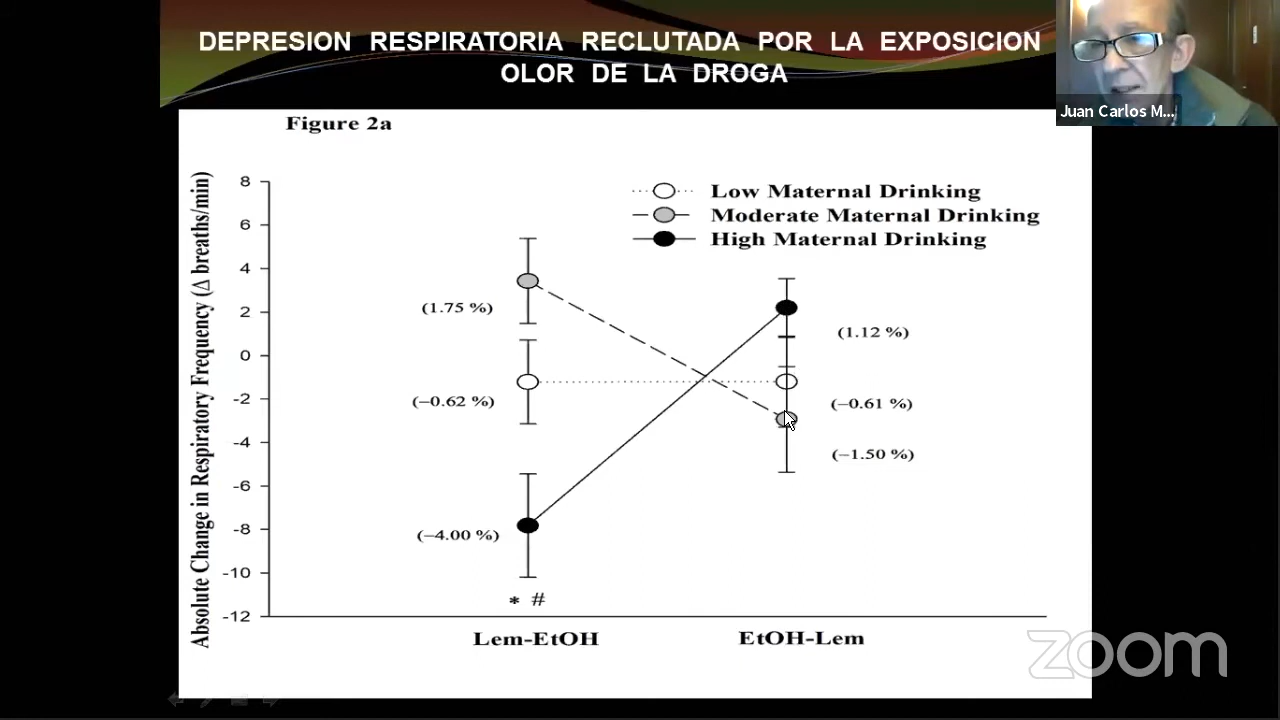 DEPRESION RESPIRATORIA RECLUTADA POR LA EXPOSICION
OLOR DE LA DROGA
Juan Carlos M...
Figure 2a
Absolute Change in Respiratory Frequency (Δ breaths/min)
8
6
4
2
0
-2
-4
-6
-8
-10
-12
Low Maternal Drinking
Moderate Maternal Drinking
High Maternal Drinking
(1.75 %)
(−0.62 %)
(−4.00 %)
(1.12 %)
(−0.61 %)
(−1.50 %)
* #
Lem-EtOH EtOH-Lem
zoom